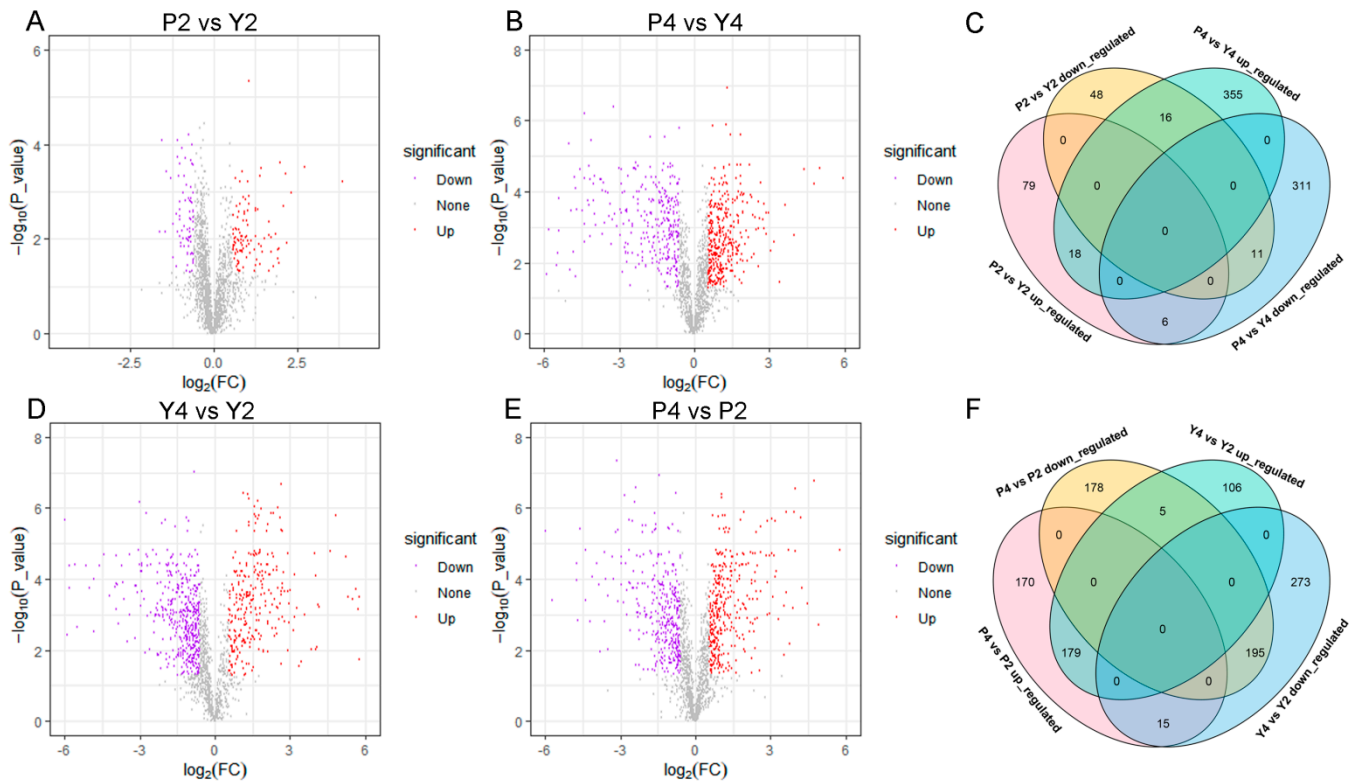 A
P2 vs Y2
6
4
2
0
-2.5
0.0
2.5
−log10(P_value)
log2(FC)
significant
Down
None
Up
B
P4 vs Y4
8
6
4
2
0
-6
-3
0
3
6
−log10(P_value)
log2(FC)
significant
Down
None
Up
C
P2 vs Y2 down_regulated
P4 vs Y4 up_regulated
48
355
16
0
0
79
0
0
311
0
18
11
0
0
6
P2 vs Y2 up_regulated
P4 vs Y4 down_regulated
D
Y4 vs Y2
8
6
4
2
0
-6
-3
0
3
6
−log10(P_value)
log2(FC)
significant
Down
None
Up
E
P4 vs P2
8
6
4
2
0
-6
-3
0
3
6
−log10(P_value)
log2(FC)
significant
Down
None
Up
F
P4 vs P2 down_regulated
Y4 vs Y2 up_regulated
178
106
5
0
0
170
0
0
273
0
179
195
0
0
15
P4 vs P2 up_regulated
Y4 vs Y2 down_regulated